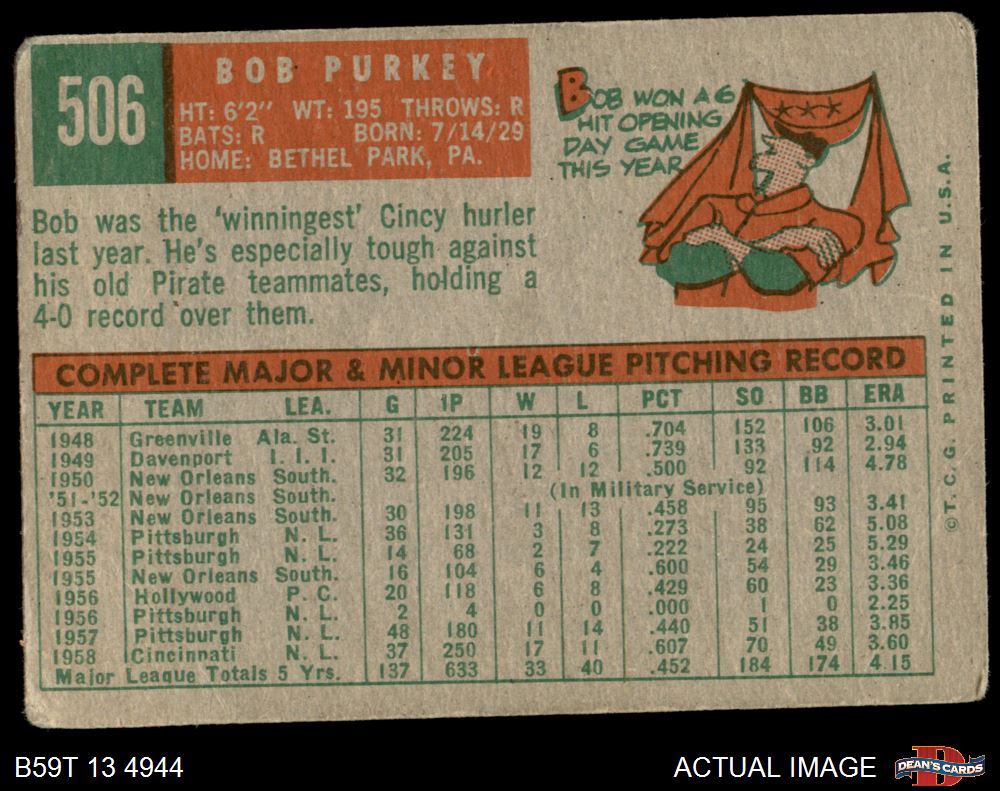 506
BOB PURKEY
HT: 6'2" WT: 195 THROWS: R
BATS: R BORN: 7/14/29
HOME: BETHEL PARK, PA.
BOB WON A 6
HIT OPENING
DAY GAME
THIS YEAR
Bob was the 'winningest' Cincy hurler
last year. He's especially tough against
his old Pirate teammates, holding a
4-0 record over them.
COMPLETE MAJOR & MINOR LEAGUE PITCHING RECORD
YEAR TEAM LEA. G IP W L PCT SO BB ERA
1948 Greenville Ala. St. 31 224 19 8 .704 152 106 3.01
1949 Davenport I. I. I. 31 205 17 6 .739 133 92 2.94
1950 New Orleans South. 32 196 12 12 .500 92 114 4.78
'51-'52 New Orleans South. (In Military Service)
1953 New Orleans South. 30 198 11 13 .458 95 93 3.41
1954 Pittsburgh N. L. 36 131 3 8 .273 38 62 5.08
1955 Pittsburgh N. L. 14 68 2 7 .222 24 25 5.29
1955 New Orleans South. 16 104 6 4 .600 54 29 3.46
1956 Hollywood P. C. 20 118 6 8 .429 60 23 3.36
1956 Pittsburgh N. L. 2 4 0 0 .000 1 0 2.25
1957 Pittsburgh N. L. 48 180 11 14 .440 51 38 3.85
1958 Cincinnati N. L. 37 250 17 11 .607 70 49 3.60
Major League Totals 5 Yrs. 137 633 33 40 .452 184 174 4.15
©T.C.G. PRINTED IN U.S.A.
B59T 13 4944
ACTUAL IMAGE
DEAN'S CARDS